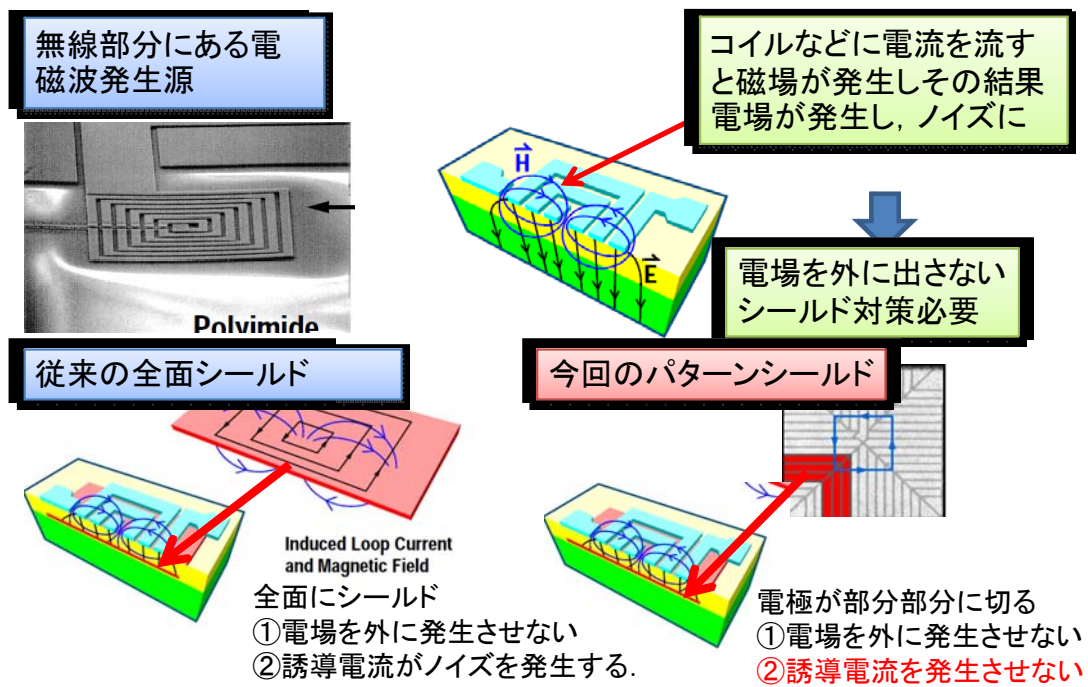 無線部分にある電
磁波発生源
コイルなどに電流を流す
と磁場が発生しその結果
電場が発生し，ノイズに
Polyimide
H
E
電場を外に出さない
シールド対策必要
従来の全面シールド
今回のパターンシールド
Induced Loop Current
and Magnetic Field
全面にシールド
①電場を外に発生させない
②誘導電流がノイズを発生する.
電極が部分部分に切る
①電場を外に発生させない
②誘導電流を発生させない